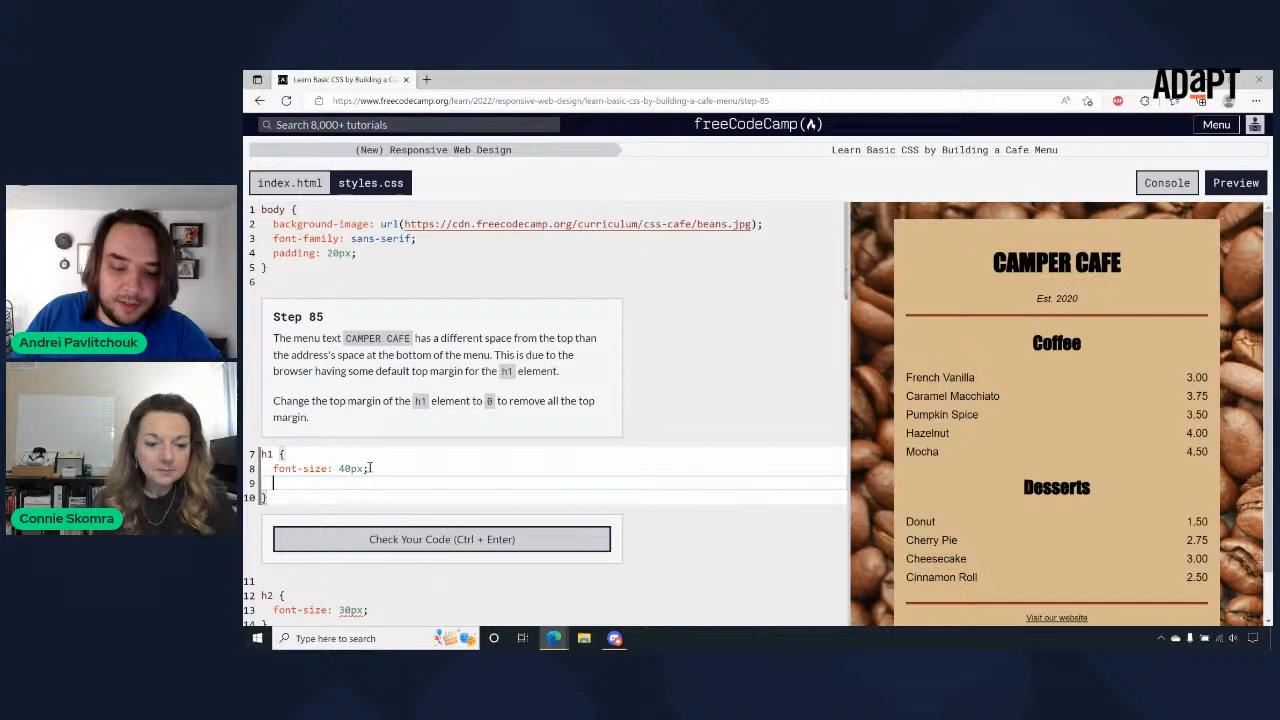 ADaPT
Learn Basic CSS by Building a C
https://www.freecodecamp.org/learn/2022/responsive-web-design/learn-basic-css-by-building-a-cafe-menu/step-85
Search 8,000+ tutorials
freeCodeCamp
Menu
(New) Responsive Web Design
Learn Basic CSS by Building a Cafe Menu
index.html
styles.css
Console
Preview
1 body {
2 background-image: url(https://cdn.freecodecamp.org/curriculum/css-cafe/beans.jpg);
3 font-family: sans-serif;
4 padding: 20px;
5 }
6
Step 85
The menu text CAMPER CAFE has a different space from the top than
the address's space at the bottom of the menu. This is due to the
browser having some default top margin for the h1 element.
Change the top margin of the h1 element to 0 to remove all the top
margin.
7 h1 {
8 font-size: 40px;
9
10 }
Check Your Code (Ctrl + Enter)
11
12 h2 {
13 font-size: 30px;
14 }
CAMPER CAFE
Est. 2020
Coffee
French Vanilla 3.00
Caramel Macchiato 3.75
Pumpkin Spice 3.50
Hazelnut 4.00
Mocha 4.50
Desserts
Donut 1.50
Cherry Pie 2.75
Cheesecake 3.00
Cinnamon Roll 2.50
Visit our website
Andrei Pavlitchouk
Connie Skomra
Type here to search